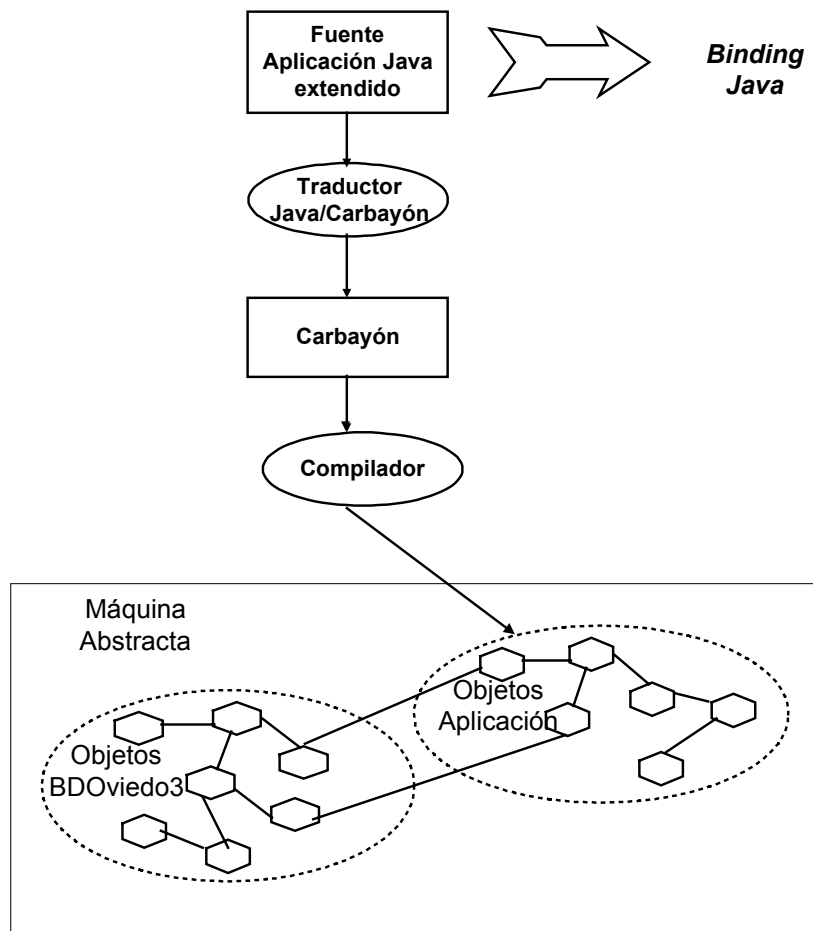 Fuente
Aplicación Java
extendido
Binding
Java
Traductor
Java/Carbayón
Carbayón
Compilador
Máquina
Abstracta
Objetos
Aplicación
Objetos
BDOviedo3